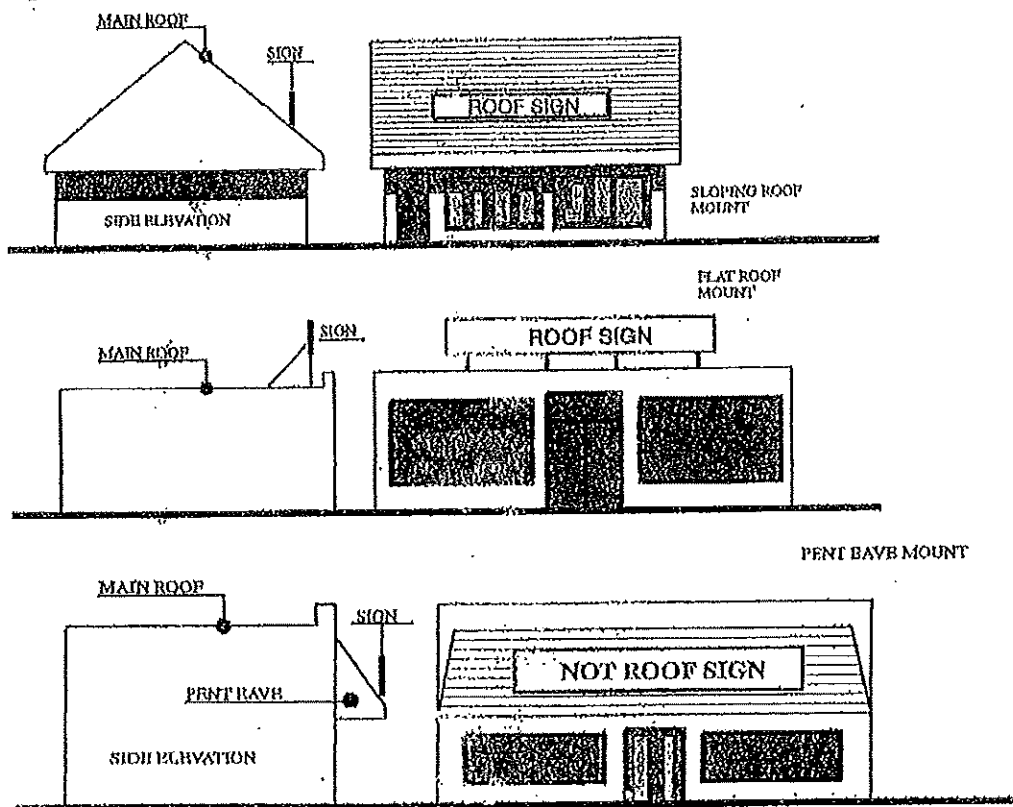 MAIN ROOF
SIGN
ROOF SIGN
SIDE ELEVATION
SLOPING ROOF
MOUNT
FLAT ROOF
MOUNT
SIGN
ROOF SIGN
MAIN ROOF
PENT EAVE MOUNT
MAIN ROOF
SIGN
NOT ROOF SIGN
PENT EAVE
SIDE ELEVATION